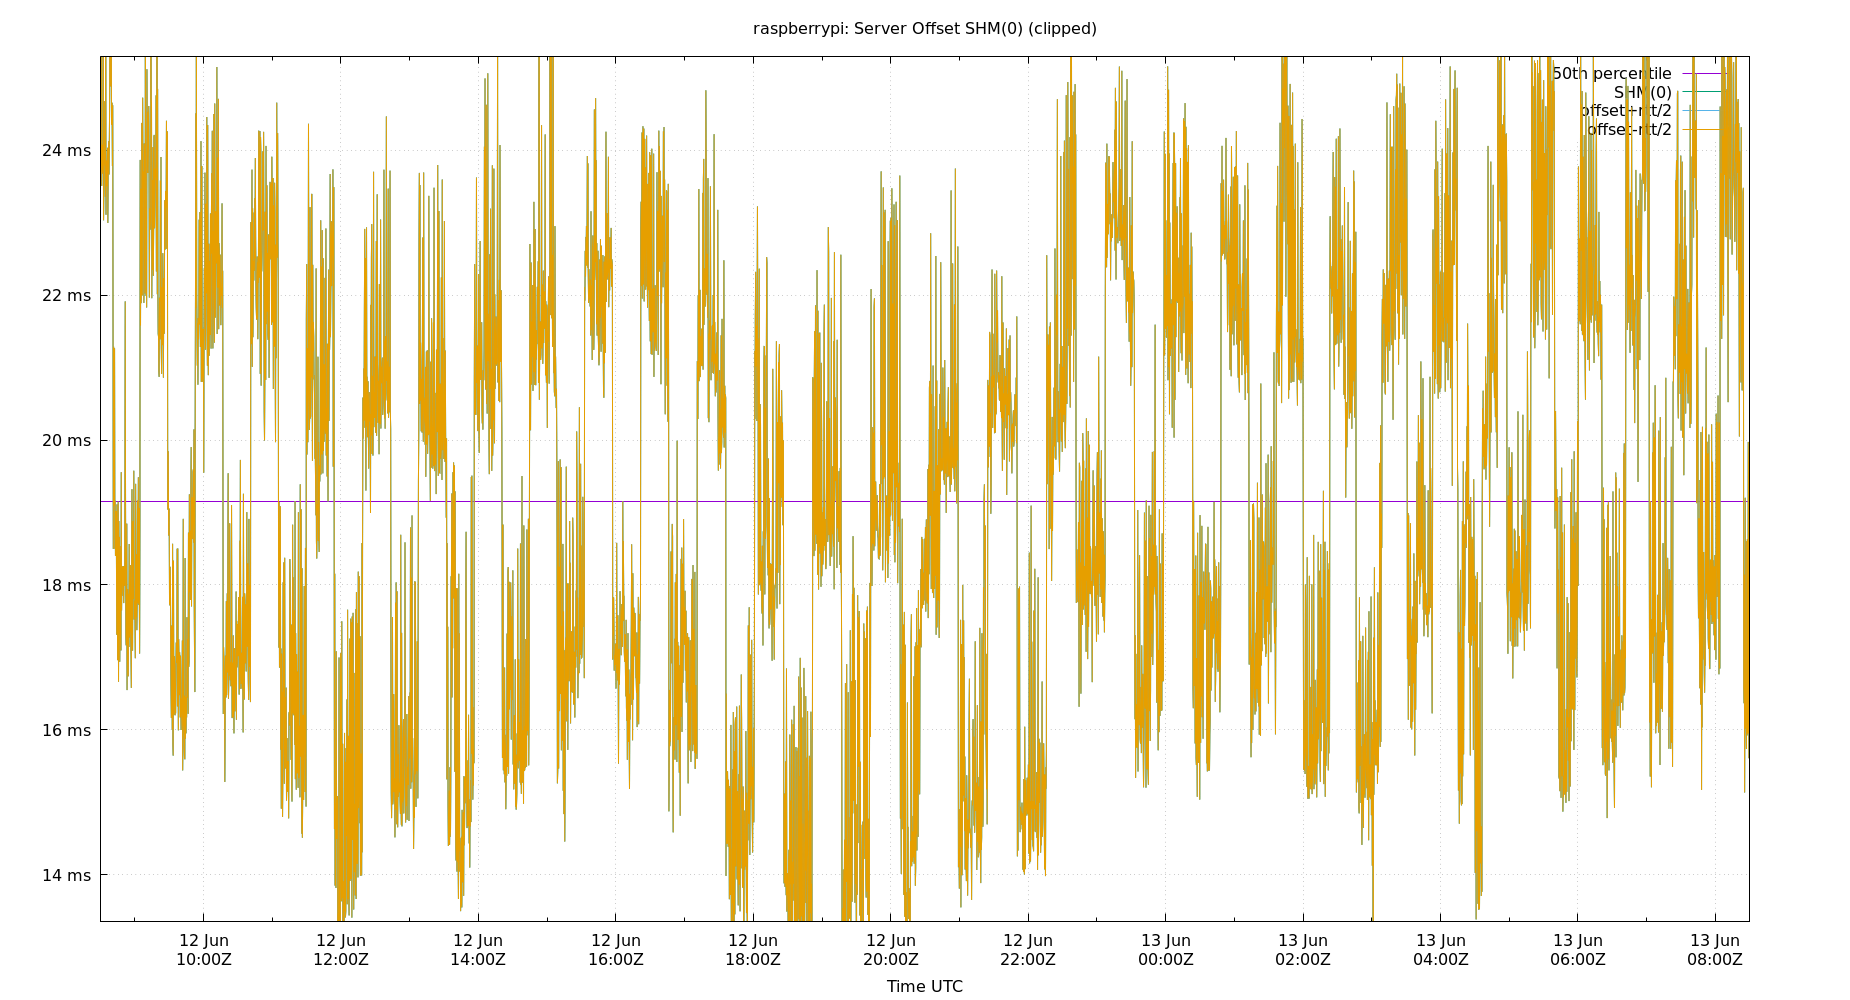 raspberrypi: Server Offset SHM(0) (clipped)
50th percentile
SHM(0)
offset+rtt/2
offset-rtt/2
24 ms
22 ms
20 ms
18 ms
16 ms
14 ms
12 Jun 12 Jun 12 Jun 12 Jun 12 Jun 12 Jun 12 Jun 13 Jun 13 Jun 13 Jun 13 Jun 13 Jun
10:00Z 12:00Z 14:00Z 16:00Z 18:00Z 20:00Z 22:00Z 00:00Z 02:00Z 04:00Z 06:00Z 08:00Z
Time UTC